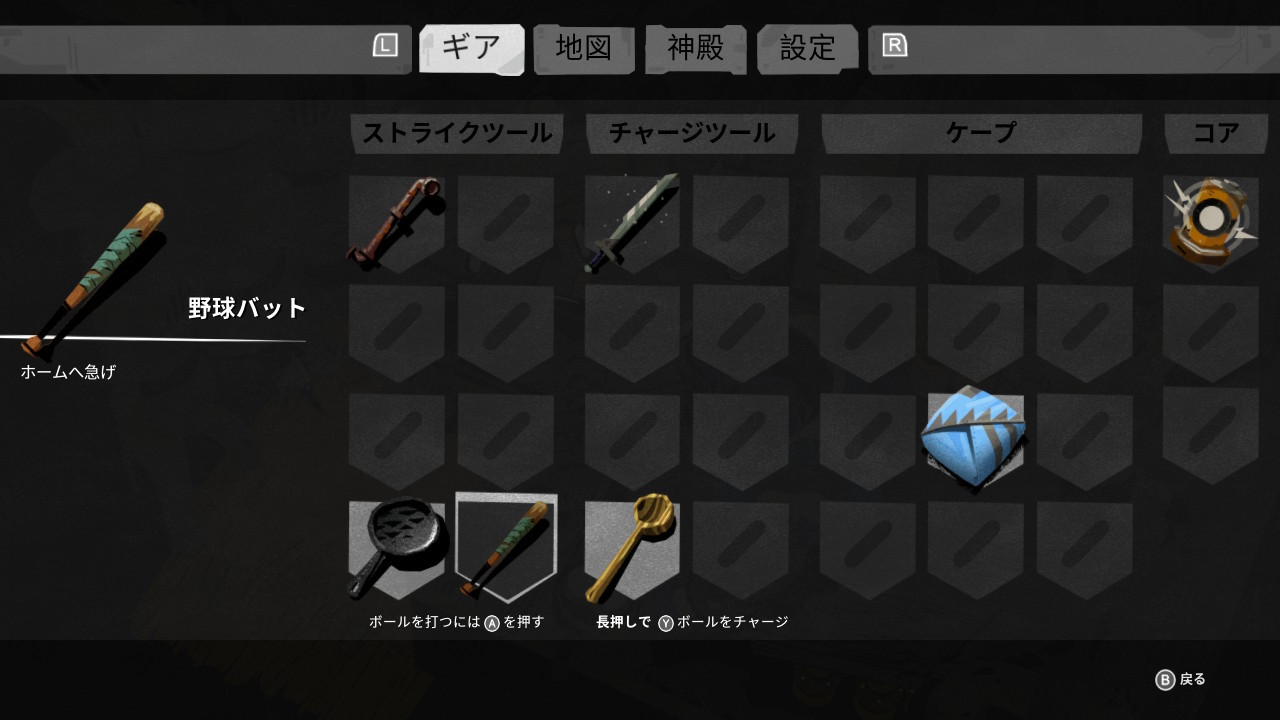 L ギア 地図 神殿 設定 R
ストライクツール チャージツール ケープ コア
野球バット
ホームへ急げ
ボールを打つには A を押す 長押しで Y ボールをチャージ
B 戻る